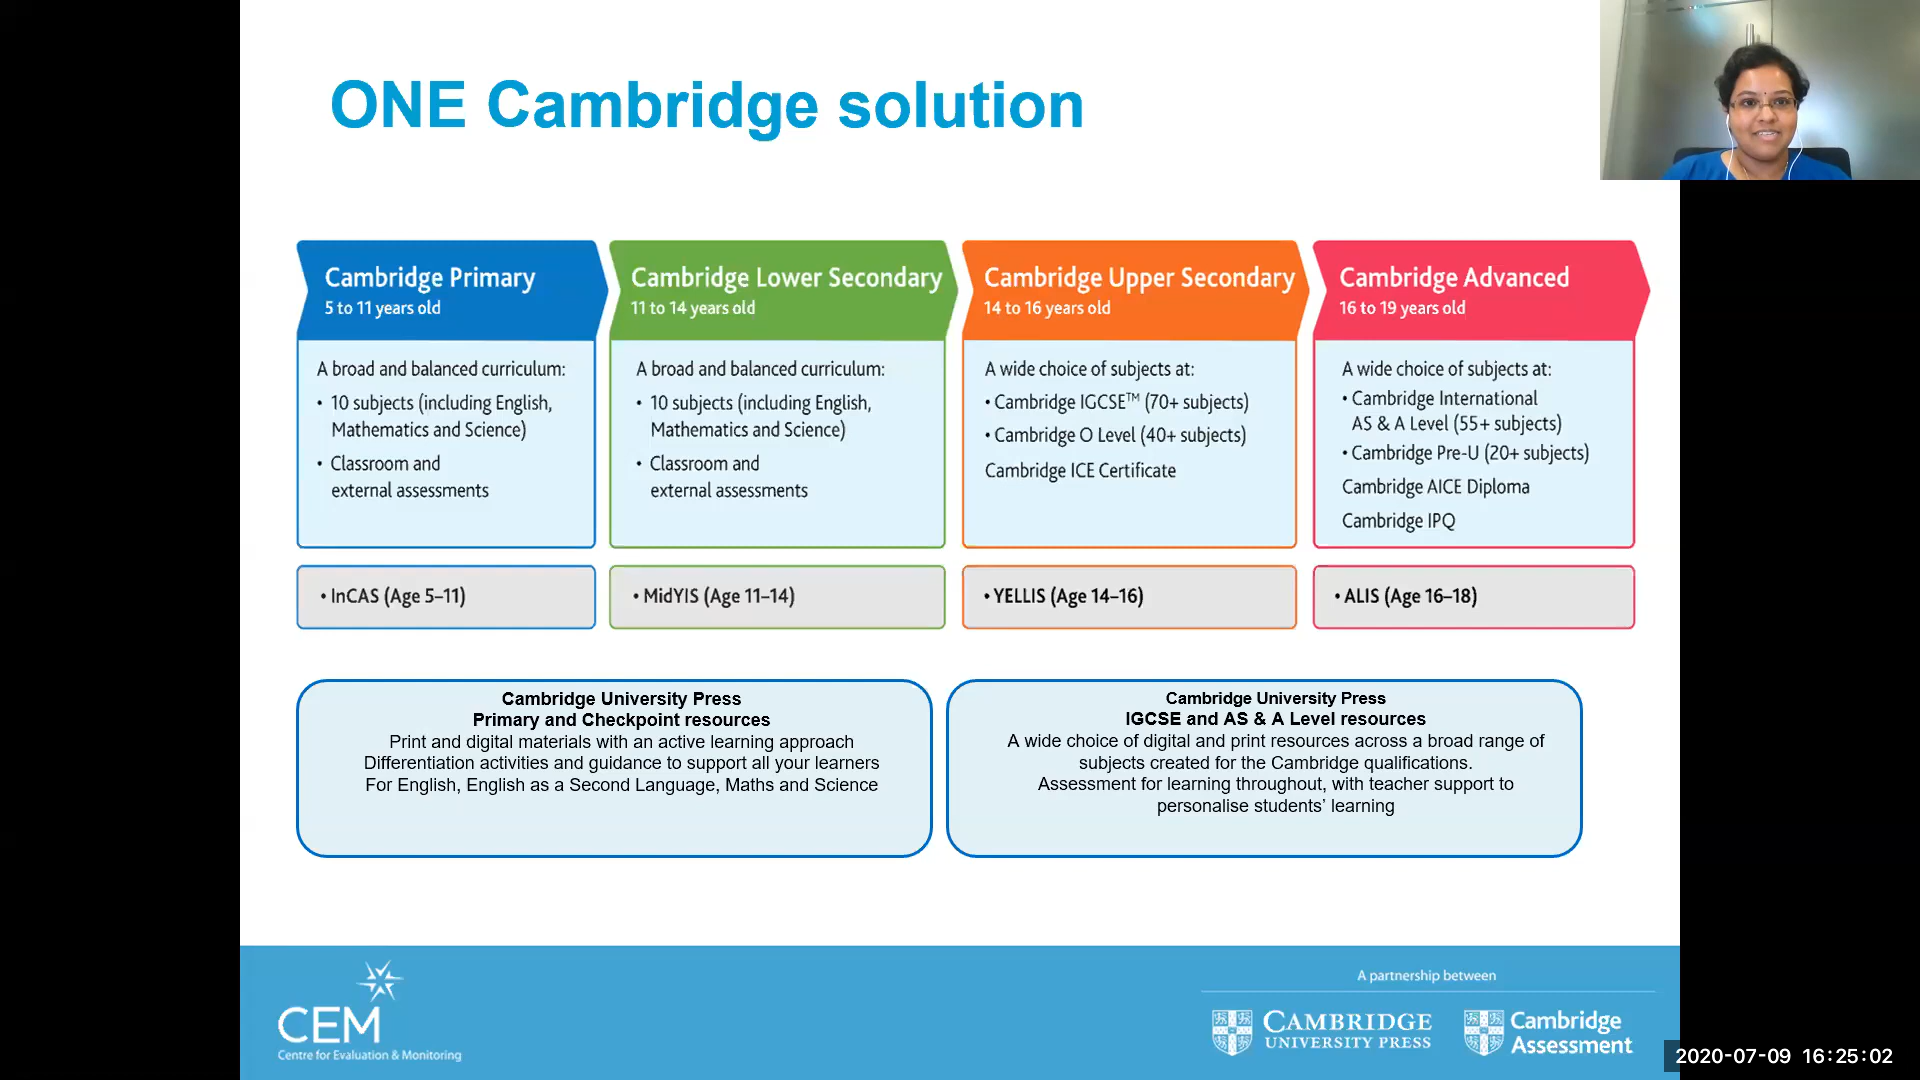 ONE Cambridge solution
Cambridge Primary
5 to 11 years old
A broad and balanced curriculum:
• 10 subjects (including English,
Mathematics and Science)
• Classroom and
external assessments
• InCAS (Age 5–11)
Cambridge Lower Secondary
11 to 14 years old
A broad and balanced curriculum:
• 10 subjects (including English,
Mathematics and Science)
• Classroom and
external assessments
• MidYIS (Age 11–14)
Cambridge Upper Secondary
14 to 16 years old
A wide choice of subjects at:
• Cambridge IGCSE™ (70+ subjects)
• Cambridge O Level (40+ subjects)
Cambridge ICE Certificate
• YELLIS (Age 14–16)
Cambridge Advanced
16 to 19 years old
A wide choice of subjects at:
• Cambridge International
AS & A Level (55+ subjects)
• Cambridge Pre-U (20+ subjects)
Cambridge AICE Diploma
Cambridge IPQ
• ALIS (Age 16–18)
Cambridge University Press
Primary and Checkpoint resources
Print and digital materials with an active learning approach
Differentiation activities and guidance to support all your learners
For English, English as a Second Language, Maths and Science
Cambridge University Press
IGCSE and AS & A Level resources
A wide choice of digital and print resources across a broad range of
subjects created for the Cambridge qualifications.
Assessment for learning throughout, with teacher support to
personalise students’ learning
CEM
Centre for Evaluation & Monitoring
A partnership between
CAMBRIDGE
UNIVERSITY PRESS
Cambridge
Assessment
2020-07-09 16:25:02